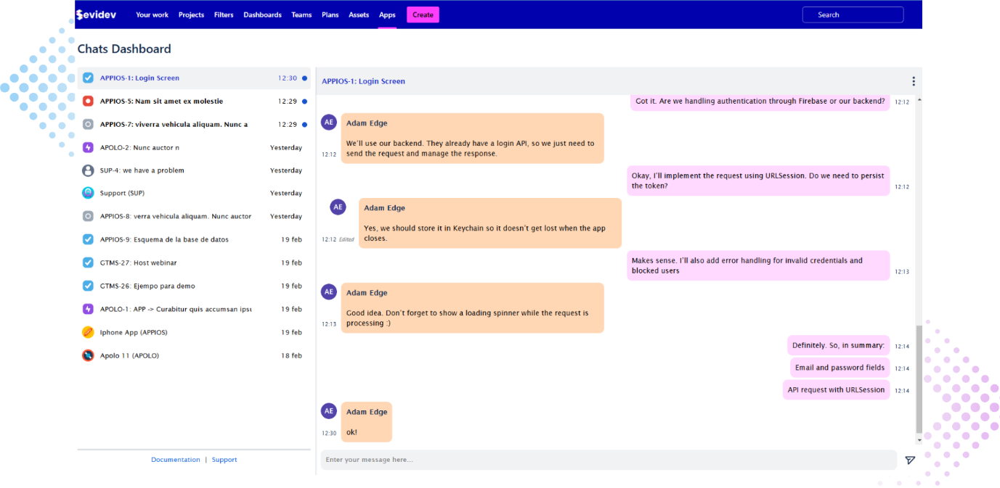 Sevidev Your work Projects Filters Dashboards Teams Plans Assets Apps Create Search
Chats Dashboard
APPIOS-1: Login Screen 12:30
APPIOS-5: Nam sit amet ex molestie 12:29
APPIOS-7: viverra vehicula aliquam. Nunc a 12:29
APOLO-2: Nunc auctor n Yesterday
SUP-4: we have a problem Yesterday
Support (SUP) Yesterday
APPIOS-8: verra vehicula aliquam. Nunc auctor Yesterday
APPIOS-9: Esquema de la base de datos 19 feb
GTMS-27: Host webinar 19 feb
GTMS-26: Ejempo para demo 19 feb
APOLO-1: APP -> Curabitur quis accumsan ipsu 19 feb
Iphone App (APPIOS) 19 feb
Apolo 11 (APOLO) 18 feb
Documentation | Support
APPIOS-1: Login Screen
Got it. Are we handling authentication through Firebase or our backend? 12:12
AE Adam Edge
We'll use our backend. They already have a login API, so we just need to
12:12 send the request and manage the response.
Okay, I'll implement the request using URLSession. Do we need to persist
the token? 12:12
AE Adam Edge
Yes, we should store it in Keychain so it doesn't get lost when the app
12:12 Edited closes.
Makes sense. I'll also add error handling for invalid credentials and
blocked users 12:13
AE Adam Edge
Good idea. Don't forget to show a loading spinner while the request is
12:13 processing :)
Definitely. So, in summary: 12:14
Email and password fields 12:14
API request with URLSession 12:14
AE Adam Edge
12:30 ok!
Enter your message here...